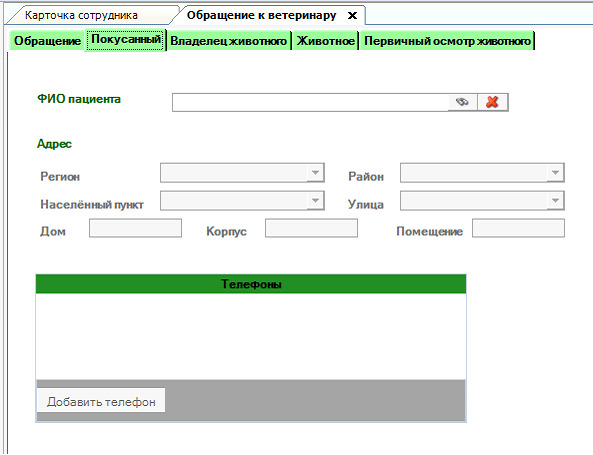 Карточка сотрудника Обращение к ветеринару
Обращение Покусанный Владелец животного Животное Первичный осмотр животного
ФИО пациента
Адрес
Регион Район
Населённый пункт Улица
Дом Корпус Помещение
Телефоны
Добавить телефон